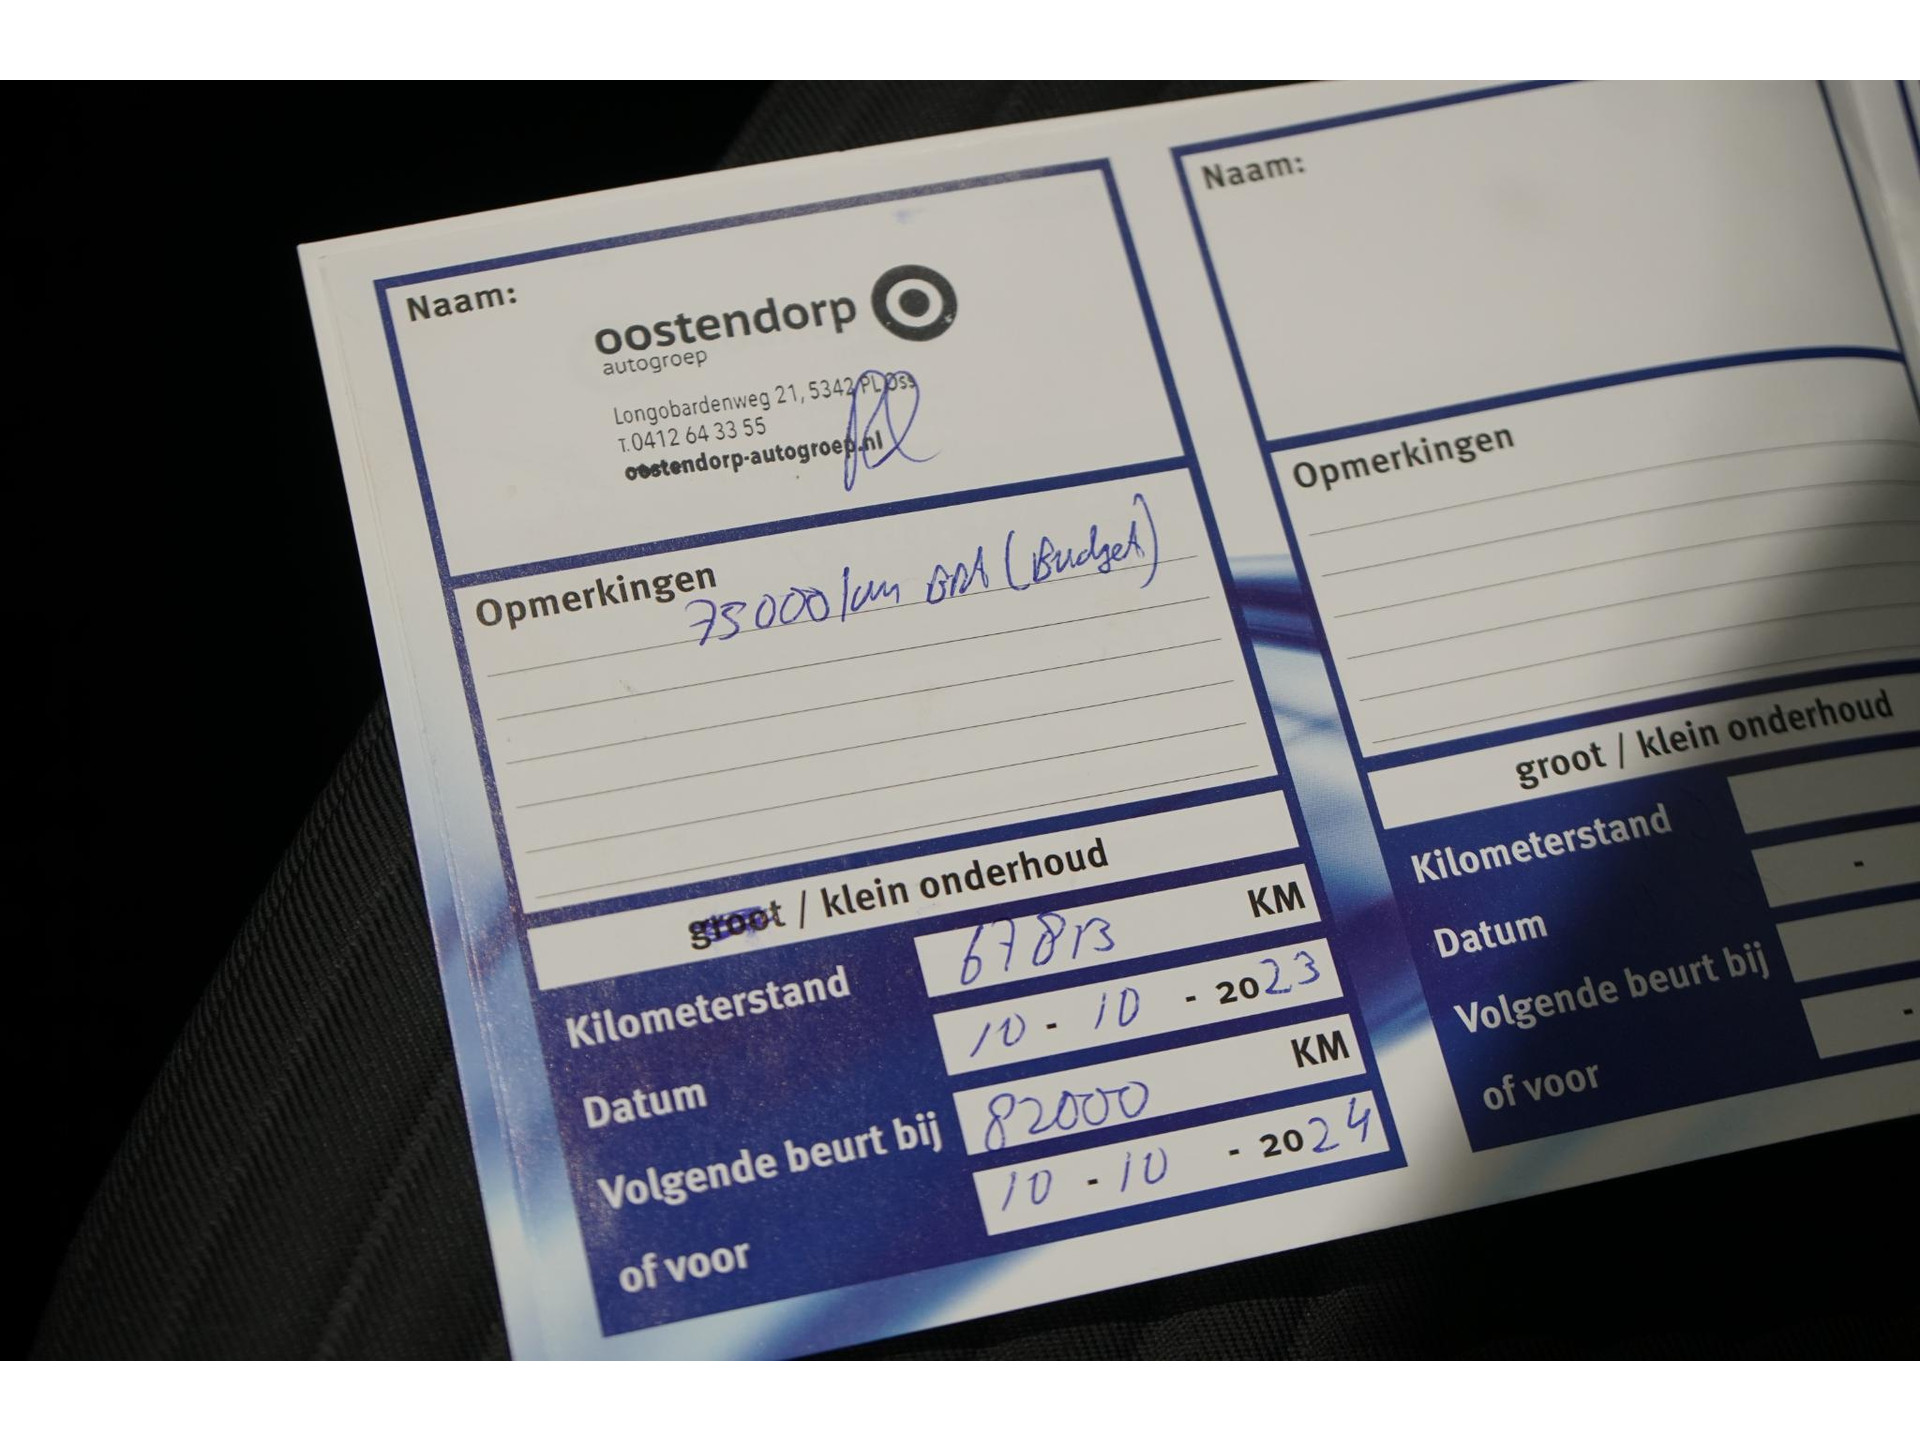 Naam:
oostendorp
autogroep
Longobardenweg 21, 5342 PL Oss
T.0412 64 33 55
oostendorp-autogroep.nl
Opmerkingen
75000/km (Budget)
groot / klein onderhoud
Kilometerstand 67813 KM
Datum 10 - 10 - 2023
Volgende beurt bij 82000 KM
of voor 10 - 10 - 2024
Naam:
Opmerkingen
groot / klein onderhoud
Kilometerstand
Datum -
Volgende beurt bij
of voor -